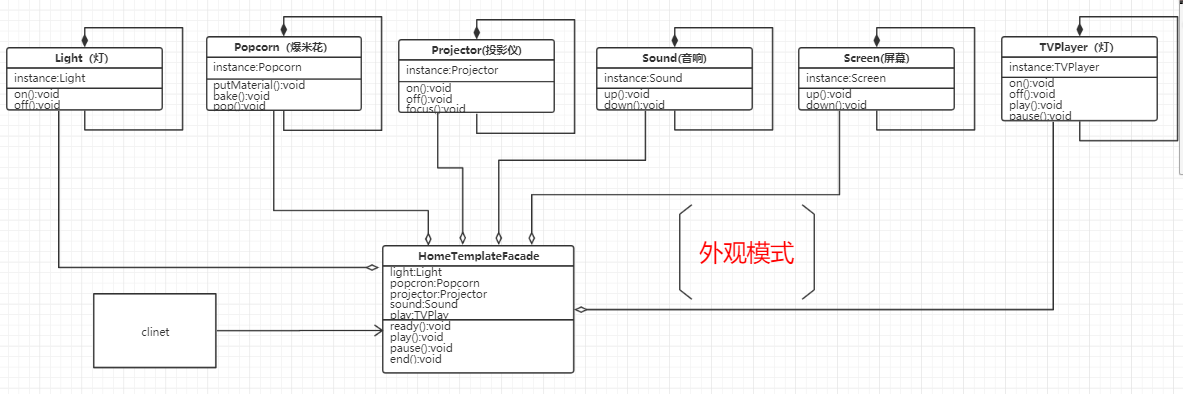 Light（灯）
instance:Light
on():void
off():void
Popcorn（爆米花）
instance:Popcorn
putMaterial():void
bake():void
pop():void
Projector(投影仪)
instance:Projector
on():void
off():void
focus():void
Sound(音响)
instance:Sound
up():void
down():void
Screen(屏幕)
instance:Screen
up():void
down():void
TVPlayer（灯）
instance:TVPlayer
on():void
off():void
play():void
pause():void
HomeTemplateFacade
light:Light
popcron:Popcorn
projector:Projector
sound:Sound
play:TVPlay
ready():void
play():void
pause():void
end():void
外观模式
clinet